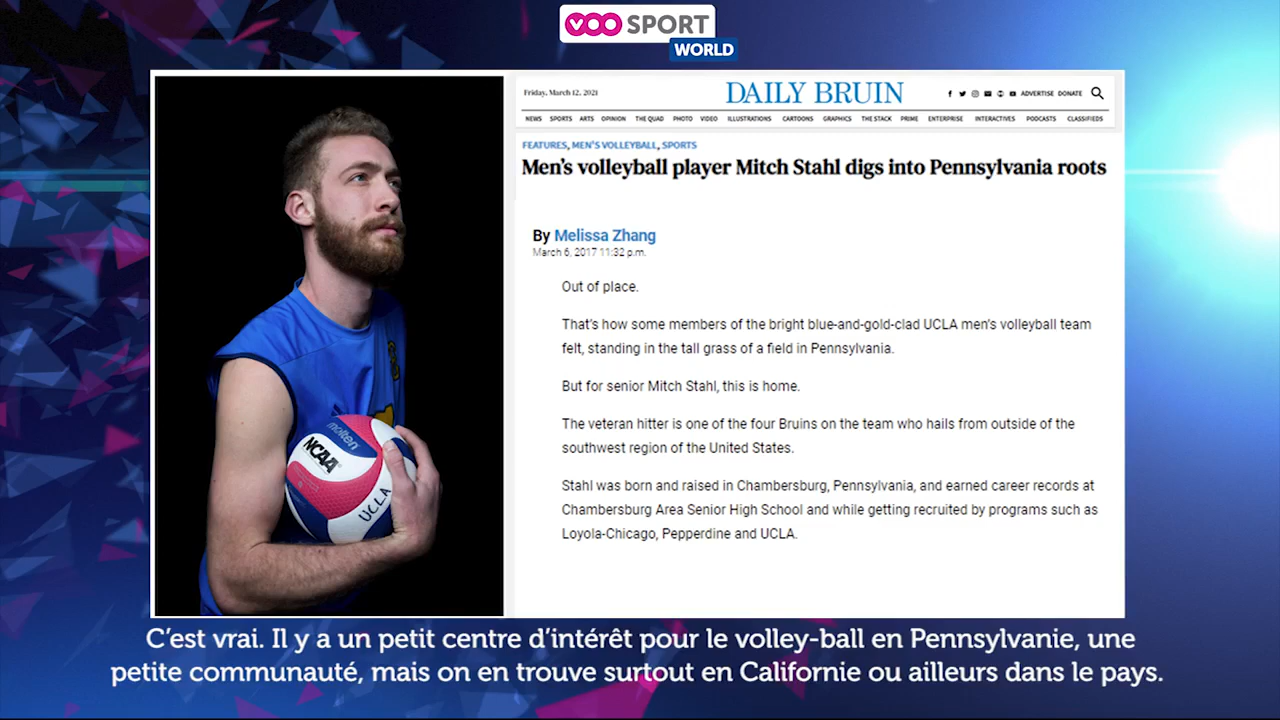 VOO SPORT
WORLD
Friday, March 12, 2021
DAILY BRUIN
ADVERTISE DONATE
NEWS SPORTS ARTS OPINION THE QUAD PHOTO VIDEO ILLUSTRATIONS CARTOONS GRAPHICS THE STACK PRIME ENTERPRISE INTERACTIVES PODCASTS CLASSIFIEDS
FEATURES, MEN'S VOLLEYBALL, SPORTS
Men's volleyball player Mitch Stahl digs into Pennsylvania roots
By Melissa Zhang
March 6, 2017 11:32 p.m.
Out of place.
That's how some members of the bright blue-and-gold-clad UCLA men's volleyball team
felt, standing in the tall grass of a field in Pennsylvania.
But for senior Mitch Stahl, this is home.
The veteran hitter is one of the four Bruins on the team who hails from outside of the
southwest region of the United States.
Stahl was born and raised in Chambersburg, Pennsylvania, and earned career records at
Chambersburg Area Senior High School and while getting recruited by programs such as
Loyola-Chicago, Pepperdine and UCLA.
molten
NCAA
UCLA
C'est vrai. Il y a un petit centre d'intérêt pour le volley-ball en Pennsylvanie, une
petite communauté, mais on en trouve surtout en Californie ou ailleurs dans le pays.